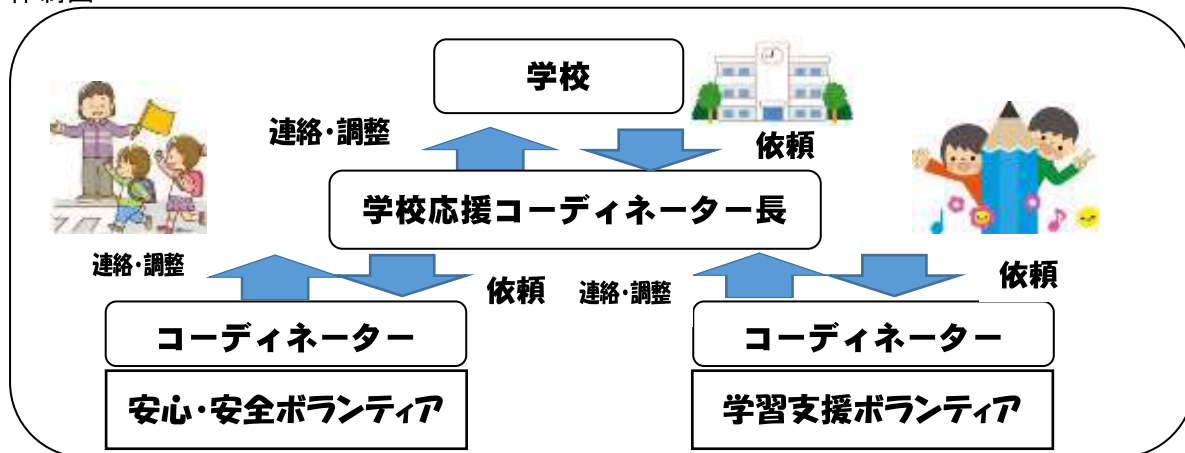 学校
連絡・調整
依頼
学校応援コーディネーター長
連絡・調整
依頼
連絡・調整
依頼
コーディネーター
コーディネーター
安心・安全ボランティア
学習支援ボランティア